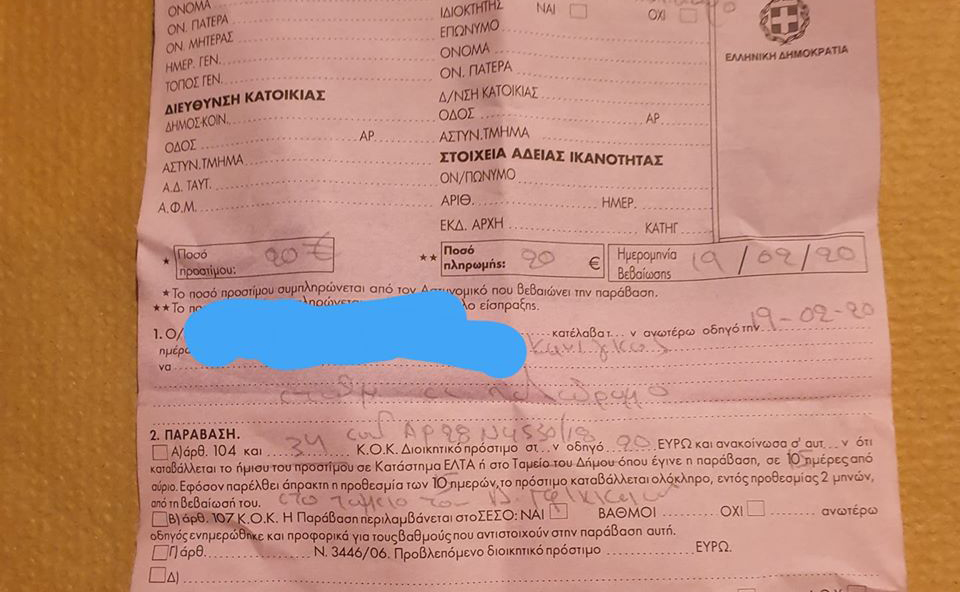 ΟΝΟΜΑ
ΟΝ. ΠΑΤΕΡΑ
ΟΝ. ΜΗΤΕΡΑΣ
ΗΜΕΡ. ΓΕΝ.
ΤΟΠΟΣ ΓΕΝ.
ΔΙΕΥΘΥΝΣΗ ΚΑΤΟΙΚΙΑΣ
ΔΗΜΟΣ-ΚΟΙΝ.
ΟΔΟΣ ΑΡ.
ΑΣΤΥΝ.ΤΜΗΜΑ
Α.Δ. ΤΑΥΤ.
Α.Φ.Μ.
ΙΔΙΟΚΤΗΤΗΣ ΝΑΙ ΟΧΙ
ΕΠΩΝΥΜΟ
ΟΝΟΜΑ
ΟΝ. ΠΑΤΕΡΑ
Δ/ΝΣΗ ΚΑΤΟΙΚΙΑΣ
ΟΔΟΣ ΑΡ.
ΑΣΤΥΝ.ΤΜΗΜΑ
ΣΤΟΙΧΕΙΑ ΑΔΕΙΑΣ ΙΚΑΝΟΤΗΤΑΣ
ΟΝ/ΠΩΝΥΜΟ
ΑΡΙΘ. ΗΜΕΡ.
ΕΚΔ. ΑΡΧΗ ΚΑΤΗΓ
ΕΛΛΗΝΙΚΗ ΔΗΜΟΚΡΑΤΙΑ
* Ποσό προστίμου: 20 €
** Ποσό πληρωμής: 20 €
Ημερομηνία Βεβαίωσης 19/02/20
*Το ποσό προστίμου συμπληρώνεται από τον Αστυνομικό που βεβαιώνει την παράβαση.
**Το είσπραξης.
1. Ο/ κατέλαβα τ... ν ανωτέρω οδηγό την 19-02-20
ημέρα Κάνιγκος
να
2. ΠΑΡΑΒΑΣΗ.
Α)άρθ. 104 και 34 Κ.Ο.Κ. Διοικητικό πρόστιμο στ... ν οδηγό 20 ΕΥΡΩ και ανακοίνωσα σ' αυτ... ν ότι
καταβάλλεται το ήμισυ του προστίμου σε Κατάστημα ΕΛΤΑ ή στο Ταμείο του Δήμου όπου έγινε η παράβαση, σε 10 ημέρες από
αύριο. Εφόσον παρέλθει άπρακτη η προθεσμία των 10 ημερών, το πρόστιμο καταβάλλεται ολόκληρο, εντός προθεσμίας 2 μηνών,
από τη βεβαίωσή του. στο ταμείο του
Β) άρθ. 107 Κ.Ο.Κ. Η Παράβαση περιλαμβάνεται στο ΣΕΣΟ: ΝΑΙ ΒΑΘΜΟΙ ΟΧΙ ανωτέρω
οδηγός ενημερώθηκε και προφορικά για τους βαθμούς που αντιστοιχούν στην παράβαση αυτή.
Γ) άρθ. Ν. 3446/06. Προβλεπόμενο διοικητικό πρόστιμο ΕΥΡΩ.
Δ)